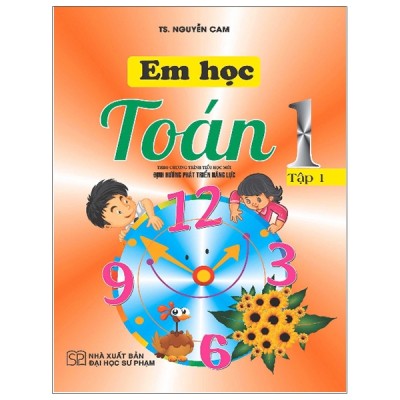 TS. NGUYỄN CAM
Em học
Toán 1
THEO CHƯƠNG TRÌNH TIỂU HỌC MỚI
ĐỊNH HƯỚNG PHÁT TRIỂN NĂNG LỰC
Tập 1
12
9
3
6
SP
NHÀ XUẤT BẢN
ĐẠI HỌC SƯ PHẠM